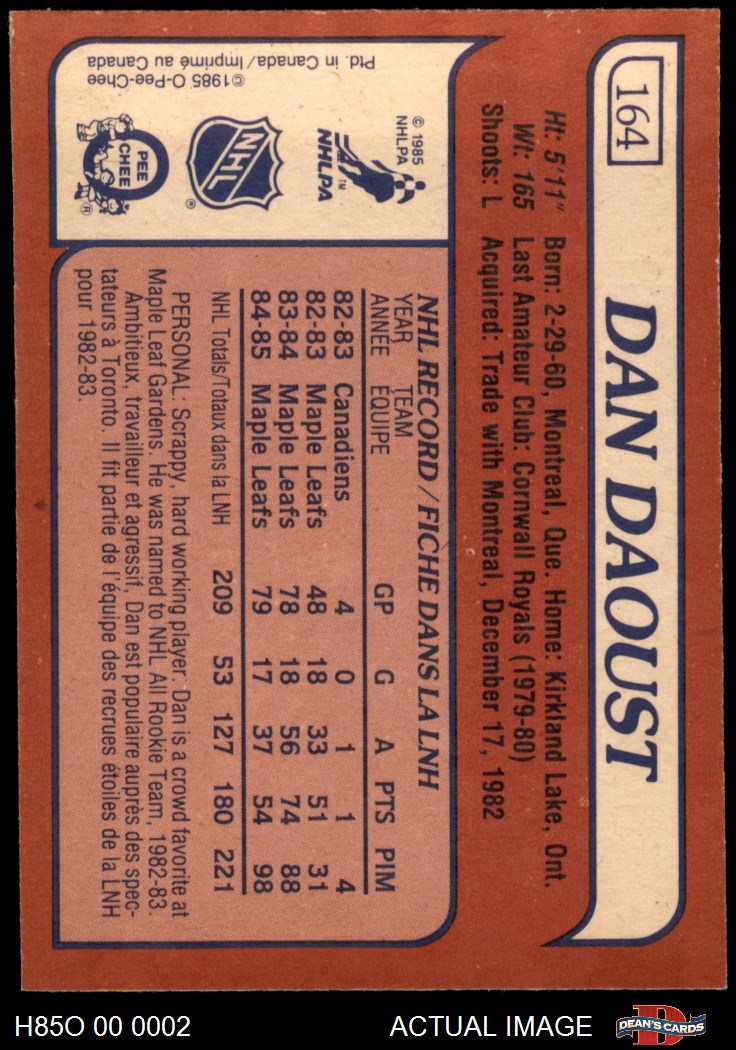 164
DAN DAOUST
Ht: 5'11" Born: 2-29-60, Montreal, Que. Home: Kirkland Lake, Ont.
Wt: 165 Last Amateur Club: Cornwall Royals (1979-80)
Shoots: L Acquired: Trade with Montreal, December 17, 1982
© 1985
NHLPA
NHLPA
TM
NHL
®
PEE
CHEE
®
©1985 O-Pee-Chee
Ptd. in Canada/Imprimé au Canada
NHL RECORD/FICHE DANS LA LNH
YEAR TEAM
ANNÉE ÉQUIPE GP G A PTS PIM
82-83 Canadiens 4 0 1 1 4
82-83 Maple Leafs 48 18 33 51 31
83-84 Maple Leafs 78 18 56 74 88
84-85 Maple Leafs 79 17 37 54 98
NHL Totals/Totaux dans la LNH 209 53 127 180 221
PERSONAL: Scrappy, hard working player. Dan is a crowd favorite at
Maple Leaf Gardens. He was named to NHL All Rookie Team, 1982-83.
Ambitieux, travailleur et agressif, Dan est populaire auprès des spec-
tateurs à Toronto. Il fit partie de l'équipe des recrues étoiles de la LNH
pour 1982-83.
H85O 00 0002
ACTUAL IMAGE
D
DEAN'S CARDS